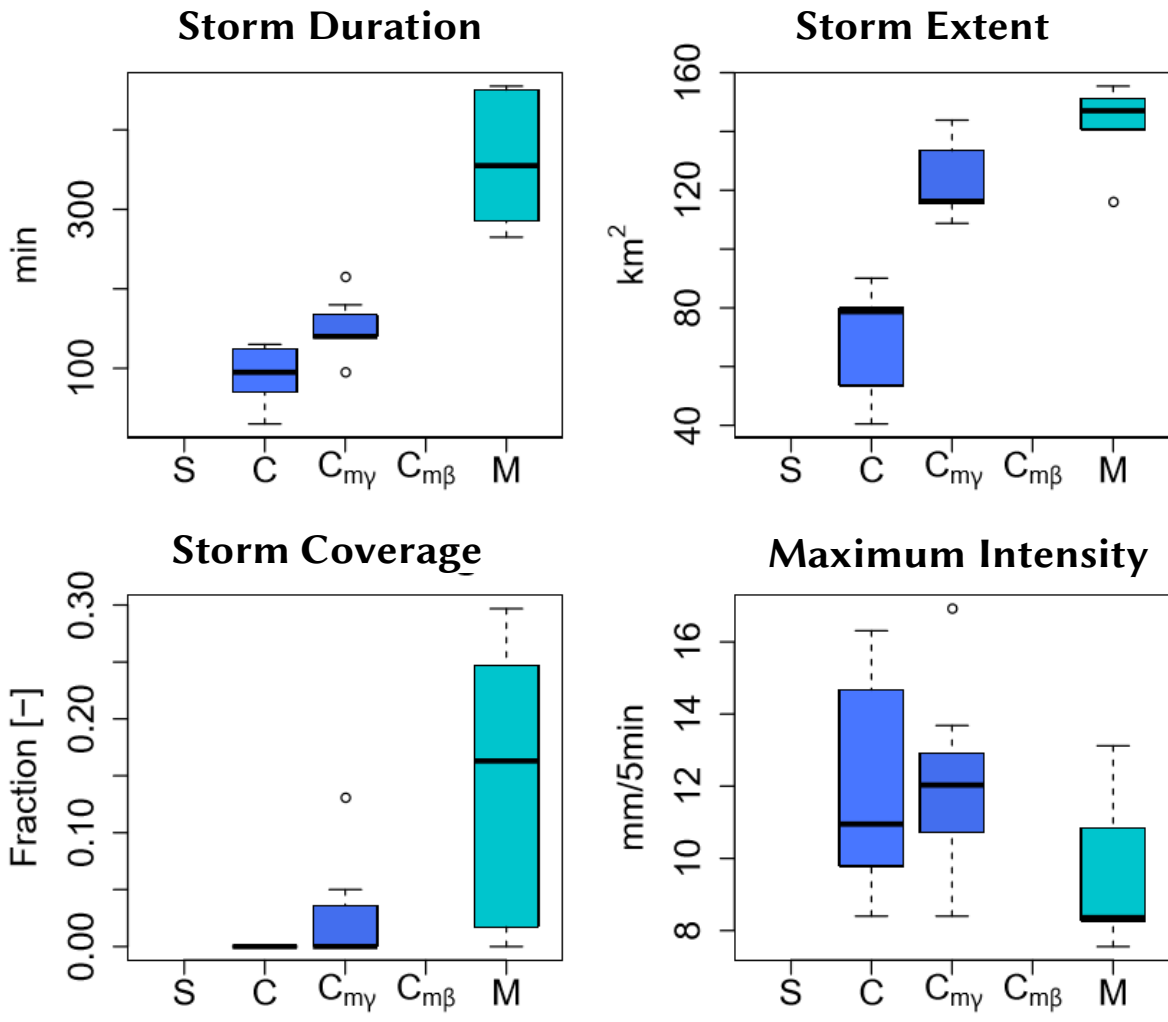 Storm Duration
min
300
100
S C Cmγ Cmβ M
Storm Extent
km²
160
120
80
40
S C Cmγ Cmβ M
Storm Coverage
Fraction [−]
0.30
0.20
0.10
0.00
S C Cmγ Cmβ M
Maximum Intensity
mm/5min
16
14
12
10
8
S C Cmγ Cmβ M